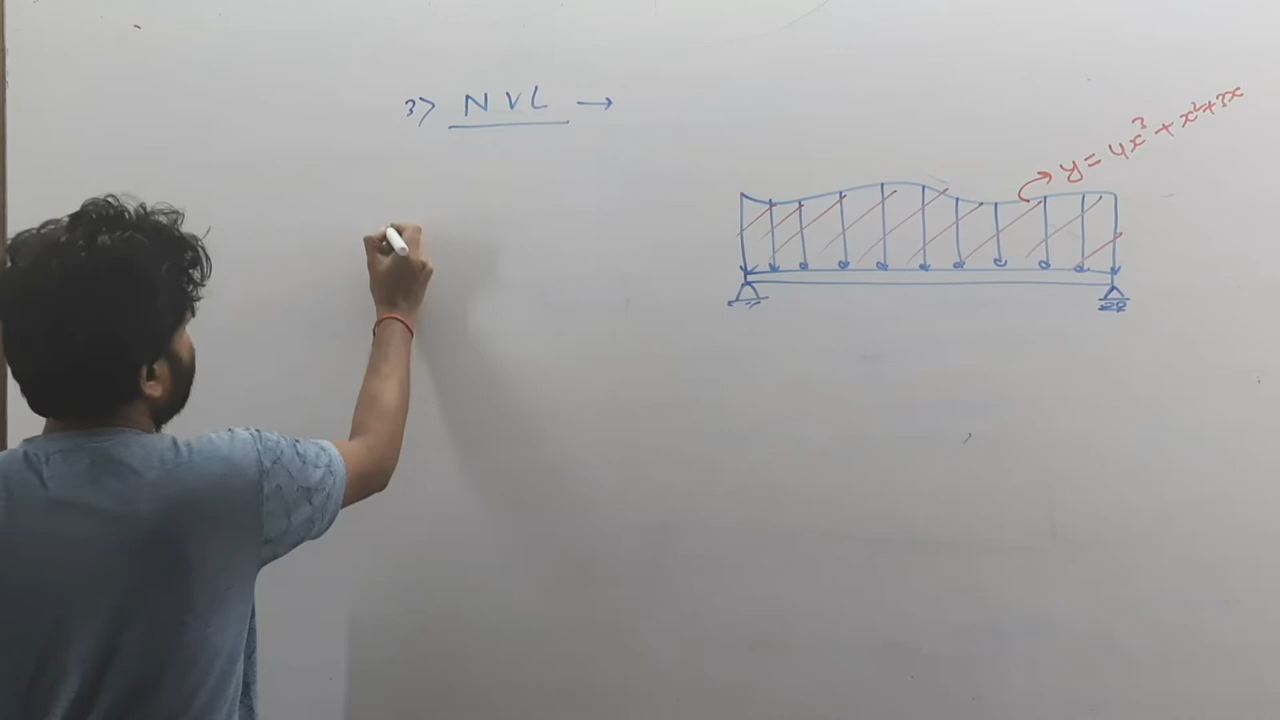 3) NVL →
y = 4x³ + x² + 3x